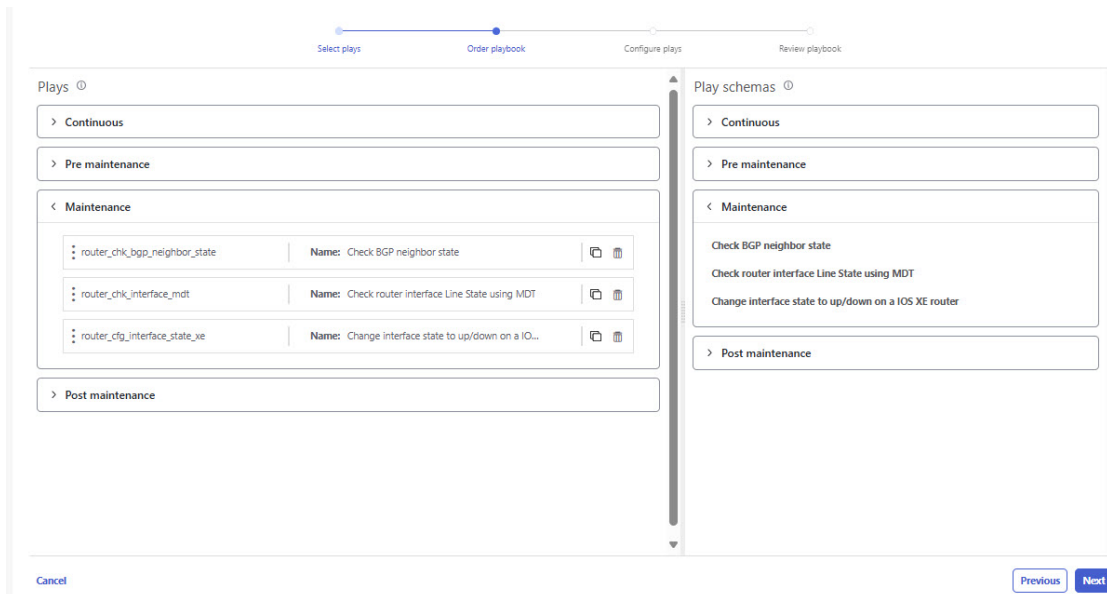 Select plays
Order playbook
Configure plays
Review playbook
Plays
Continuous
Pre maintenance
Maintenance
router_chk_bgp_neighbor_state Name: Check BGP neighbor state
router_chk_interface_mdt Name: Check router interface Line State using MDT
router_cfg_interface_state_xe Name: Change interface state to up/down on a IO...
Post maintenance
Play schemas
Continuous
Pre maintenance
Maintenance
Check BGP neighbor state
Check router interface Line State using MDT
Change interface state to up/down on a IOS XE router
Post maintenance
Cancel
Previous
Next